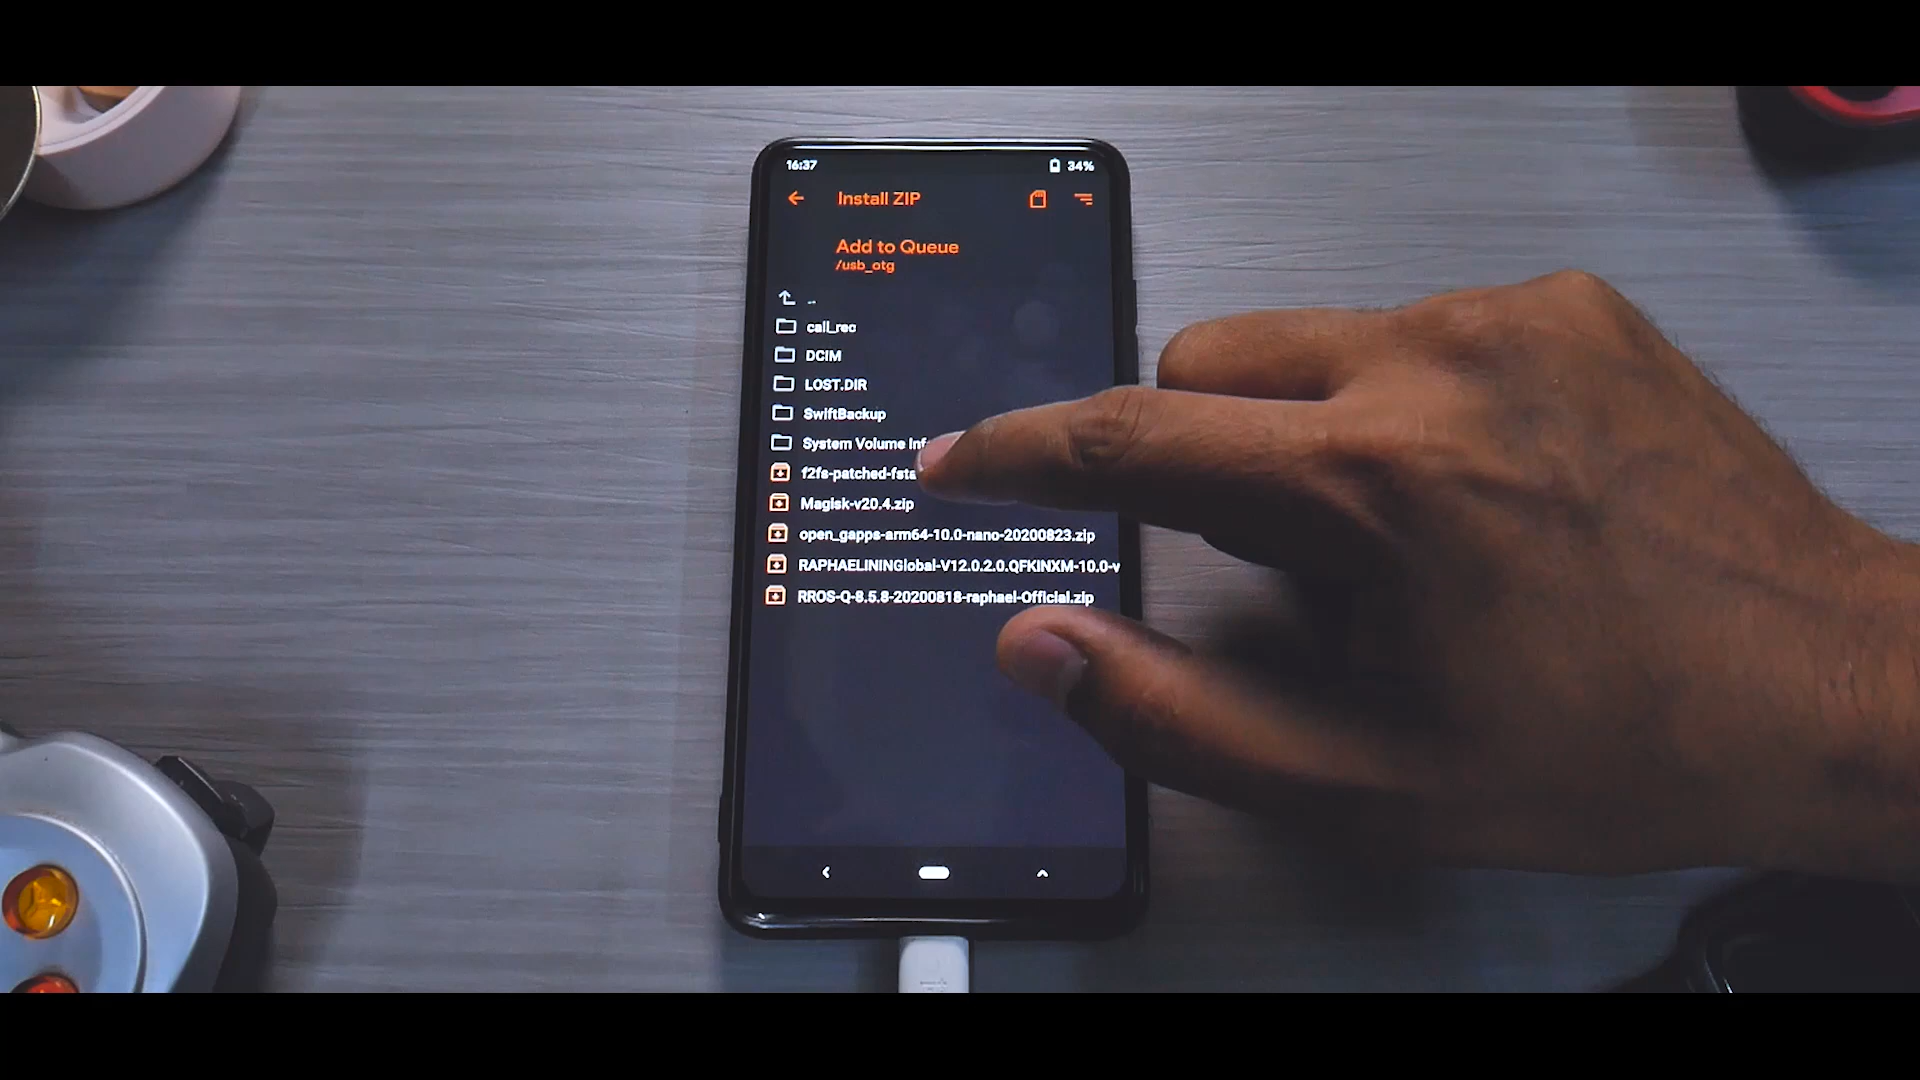 16:37 34%
Install ZIP
Add to Queue
/usb_otg
..
call_rec
DCIM
LOST.DIR
SwiftBackup
System Volume
f2fs-patched-
Magisk-v20.4.zip
open_gapps-arm64-10.0-nano-20200823.zip
RAPHAELININGlobal-V12.0.2.0.QFKINXM-10.0-v
RROS-Q-8.5.8-20200818-raphael-Official.zip